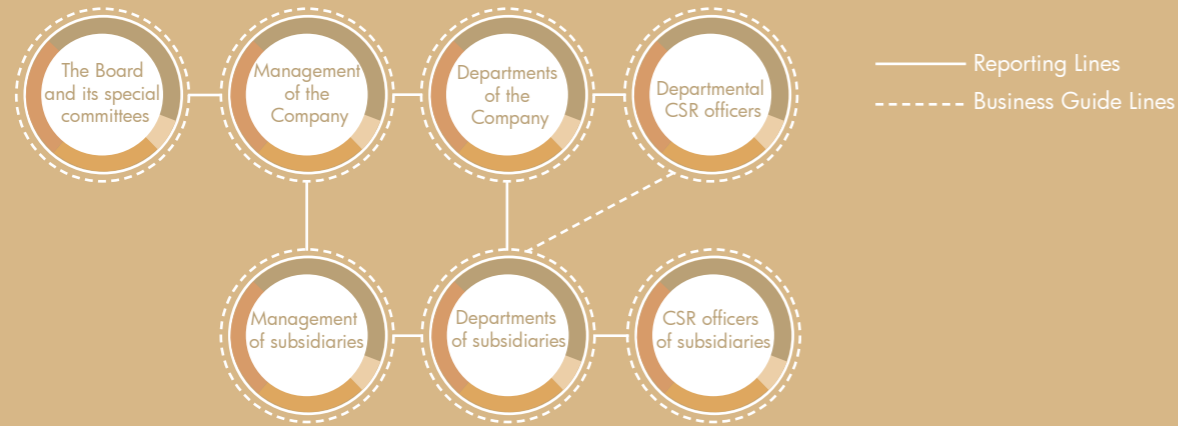 The Board
and its special
committees
Management
of the
Company
Departments
of the
Company
Departmental
CSR officers
Reporting Lines
Business Guide Lines
Management
of subsidiaries
Departments
of subsidiaries
CSR officers
of subsidiaries